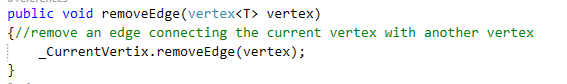 public void removeEdge(vertex<T> vertex)
{//remove an edge connecting the current vertex with another vertex
_CurrentVertix.removeEdge(vertex);
}